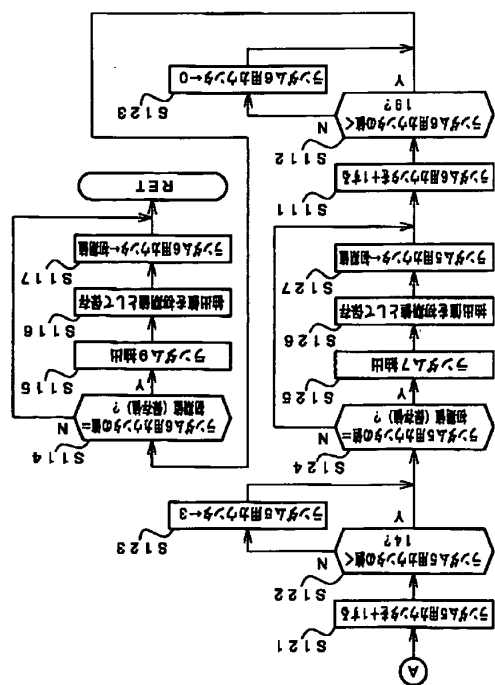 A
S121
ランダム5用カウンタを+1する
S122
ランダム5用カウンタの値<
14?
N
Y
S123
ランダム5用カウンタ←3
S124
ランダム5用カウンタの値=
初期値(保存値)
?
N
Y
S125
ランダム7抽出
S126
抽出値を初期値として保存
S127
ランダム5用カウンタ←初期値
S111
ランダム6用カウンタを+1する
S112
ランダム6用カウンタの値<
19?
N
Y
S123
ランダム6用カウンタ←0
S114
ランダム6用カウンタの値=
初期値(保存値)
?
N
Y
S115
ランダム9抽出
S116
抽出値を初期値として保存
S117
ランダム6用カウンタ←初期値
RET